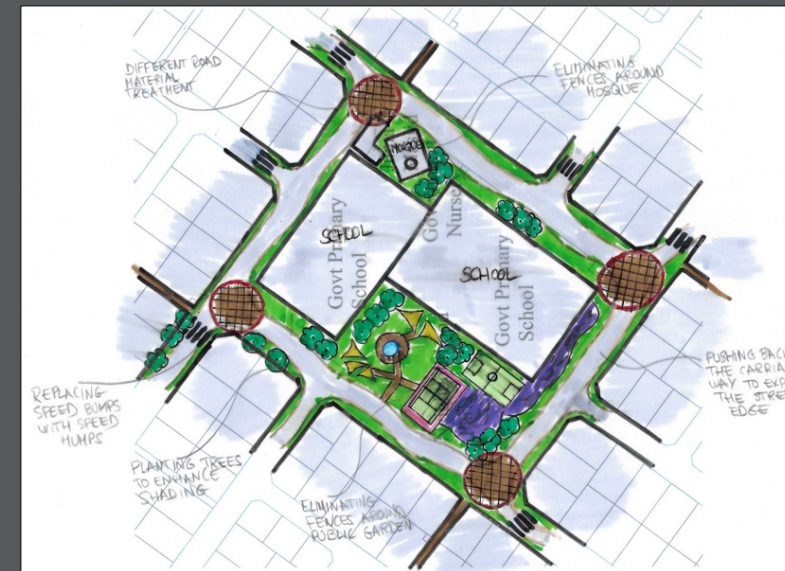 DIFFERENT ROAD
MATERIAL
TREATMENT
ELIMINATING
FENCES AROUND
MOSQUE
MOSQUE
SCHOOL
Govt Primary
School
Nurse
SCHOOL
Govt Primary
School
REPLACING
SPEED BUMPS
WITH SPEED
HUMPS
PLANTING TREES
TO ENHANCE
SHADING
ELIMINATING
FENCES AROUND
PUBLIC GARDEN
PUSHING BACK
THE CARRIA
WAY TO EXP
THE STREE
EDGE